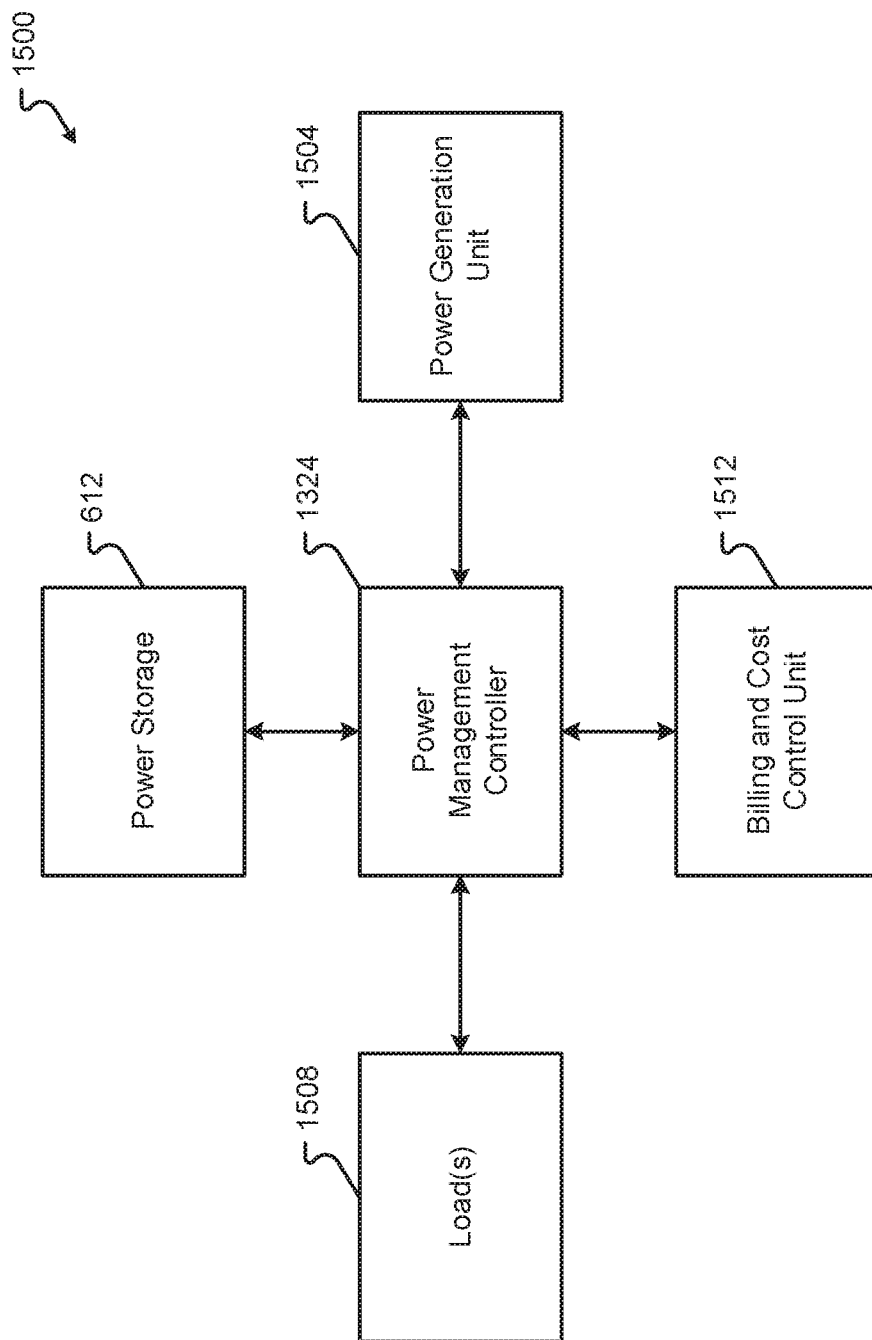 1500
612
Power Storage
1508
Load(s)
1324
Power
Management
Controller
1504
Power Generation
Unit
1512
Billing and Cost
Control Unit